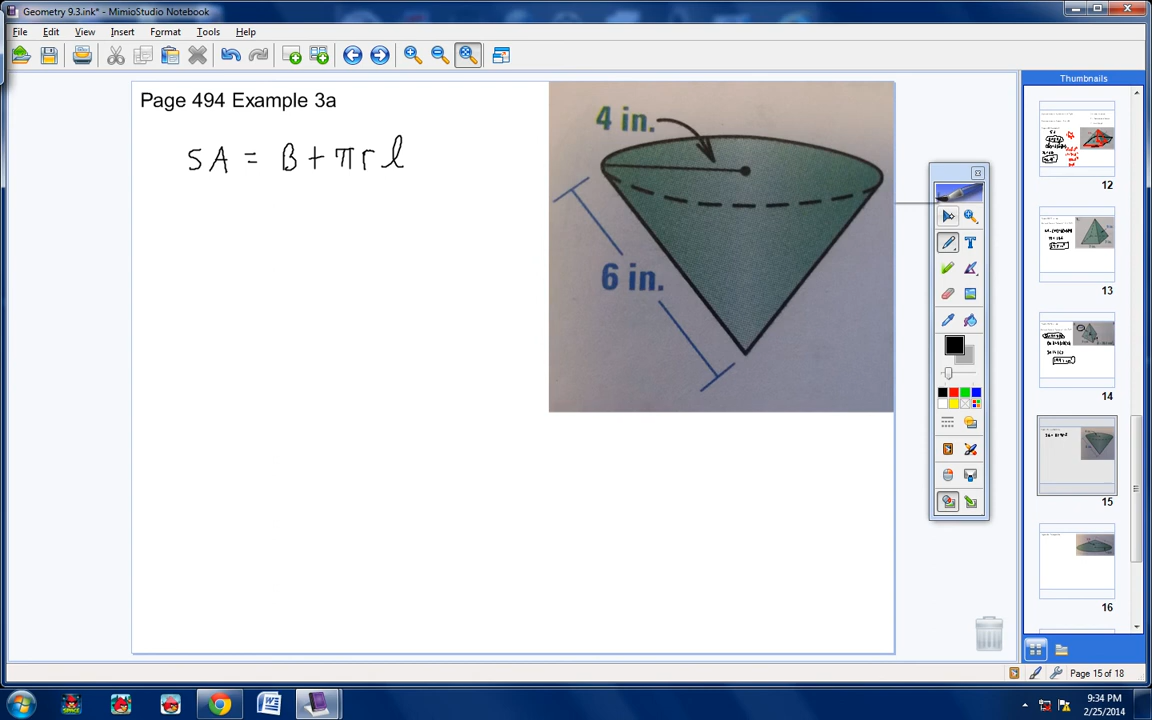 Geometry 9.3.ink* - MimioStudio Notebook
File Edit View Insert Format Tools Help
Thumbnails
Page 494 Example 3a
SA = B + πrl
4 in.
6 in.
T
12
13
14
15
16
Page 15 of 18
9:34 PM
2/25/2014